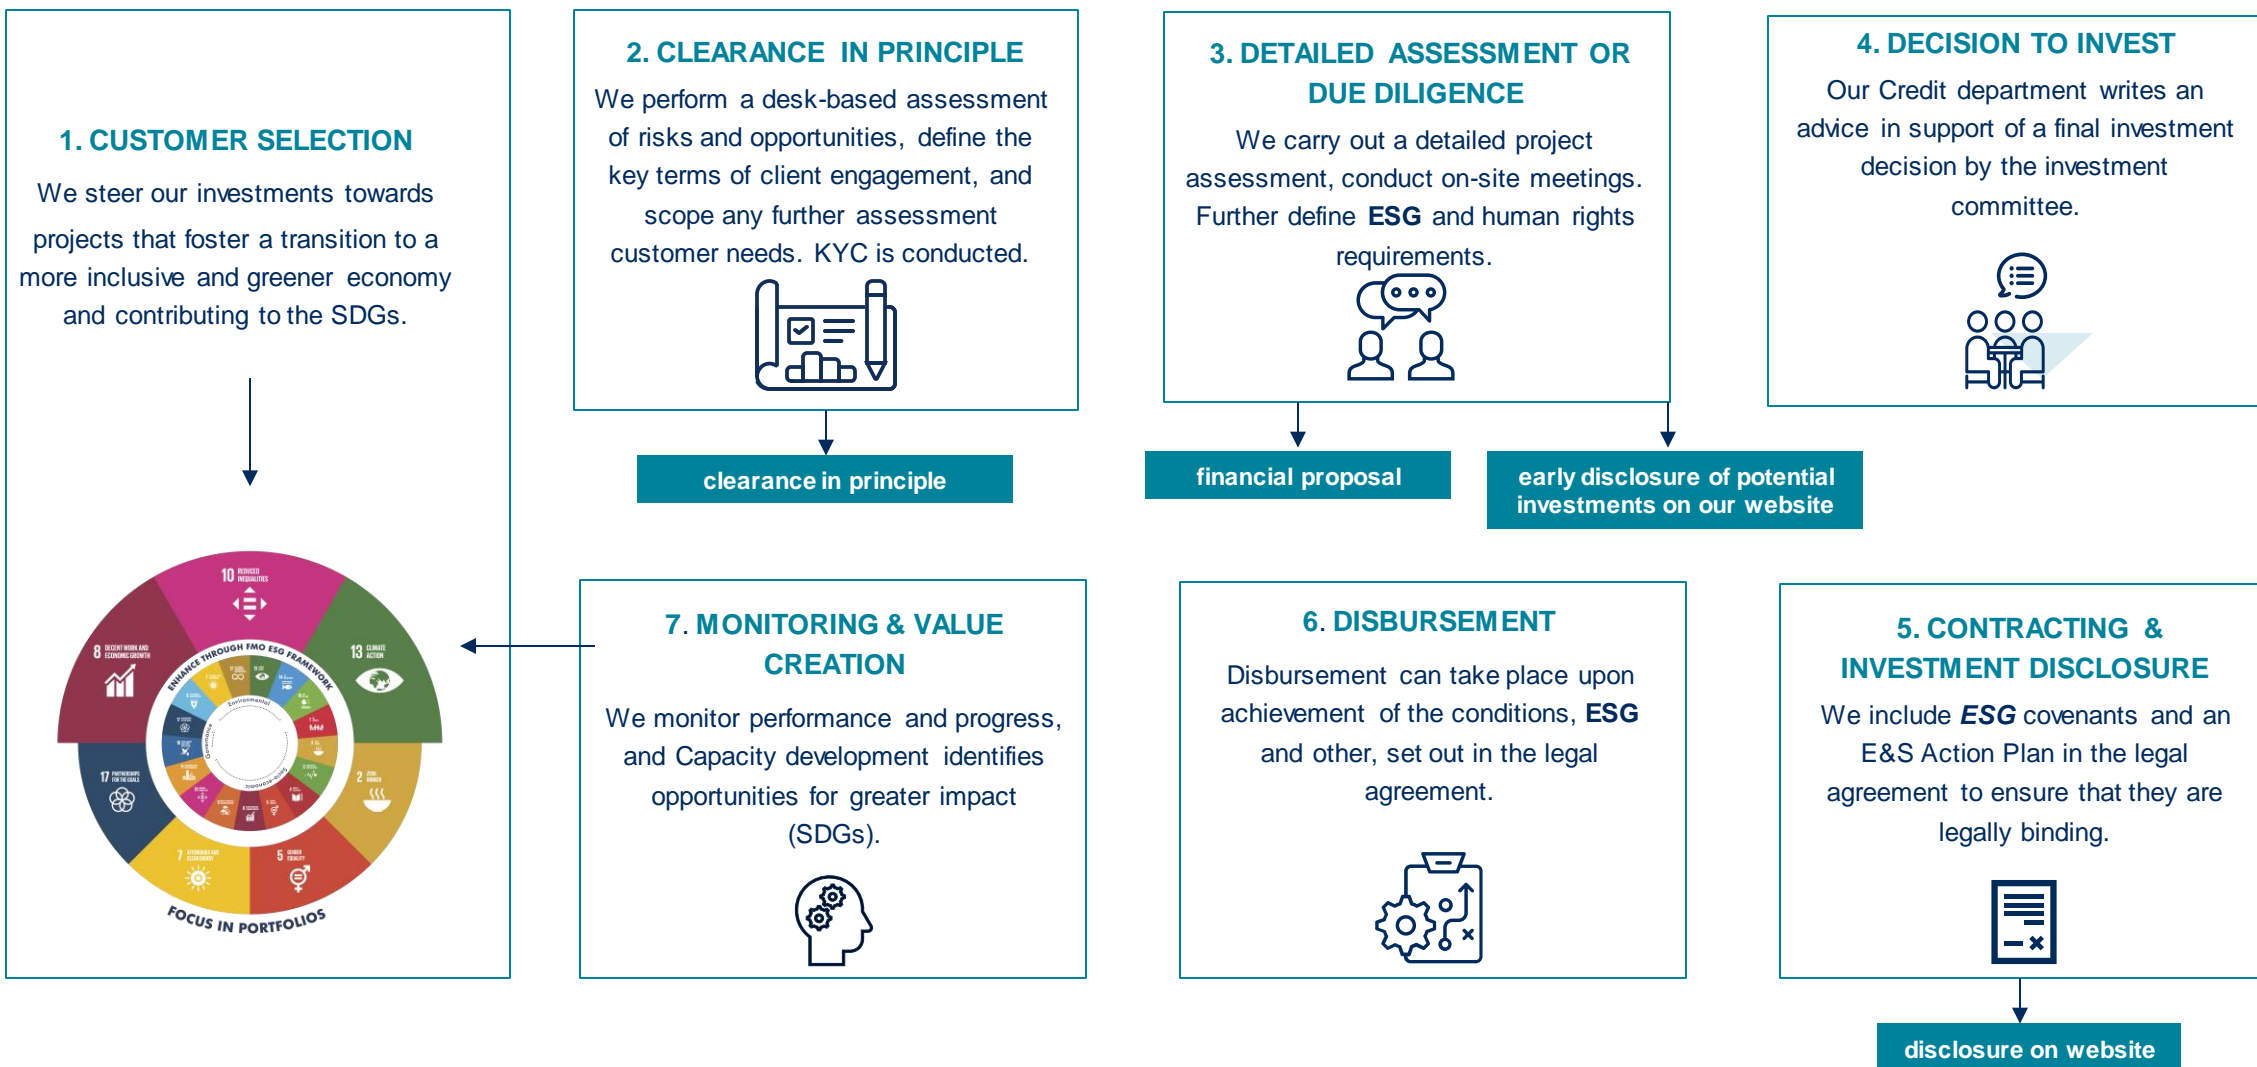 1. CUSTOMER SELECTION
We steer our investments towards
projects that foster a transition to a
more inclusive and greener economy
and contributing to the SDGs.
10 REDUCED
INEQUALITIES
8 DECENT WORK AND
ECONOMIC GROWTH
13 CLIMATE
ACTION
ENHANCE THROUGH FMO ESG FRAMEWORK
Environmental
Governance
Socio-economic
17 PARTNERSHIPS
FOR THE GOALS
2 ZERO
HUNGER
7 AFFORDABLE AND
CLEAN ENERGY
5 GENDER
EQUALITY
FOCUS IN PORTFOLIOS
2. CLEARANCE IN PRINCIPLE
We perform a desk-based assessment
of risks and opportunities, define the
key terms of client engagement, and
scope any further assessment
customer needs. KYC is conducted.
clearance in principle
3. DETAILED ASSESSMENT OR
DUE DILIGENCE
We carry out a detailed project
assessment, conduct on-site meetings.
Further define ESG and human rights
requirements.
financial proposal
early disclosure of potential
investments on our website
4. DECISION TO INVEST
Our Credit department writes an
advice in support of a final investment
decision by the investment
committee.
5. CONTRACTING &
INVESTMENT DISCLOSURE
We include ESG covenants and an
E&S Action Plan in the legal
agreement to ensure that they are
legally binding.
disclosure on website
6. DISBURSEMENT
Disbursement can take place upon
achievement of the conditions, ESG
and other, set out in the legal
agreement.
7. MONITORING & VALUE
CREATION
We monitor performance and progress,
and Capacity development identifies
opportunities for greater impact
(SDGs).